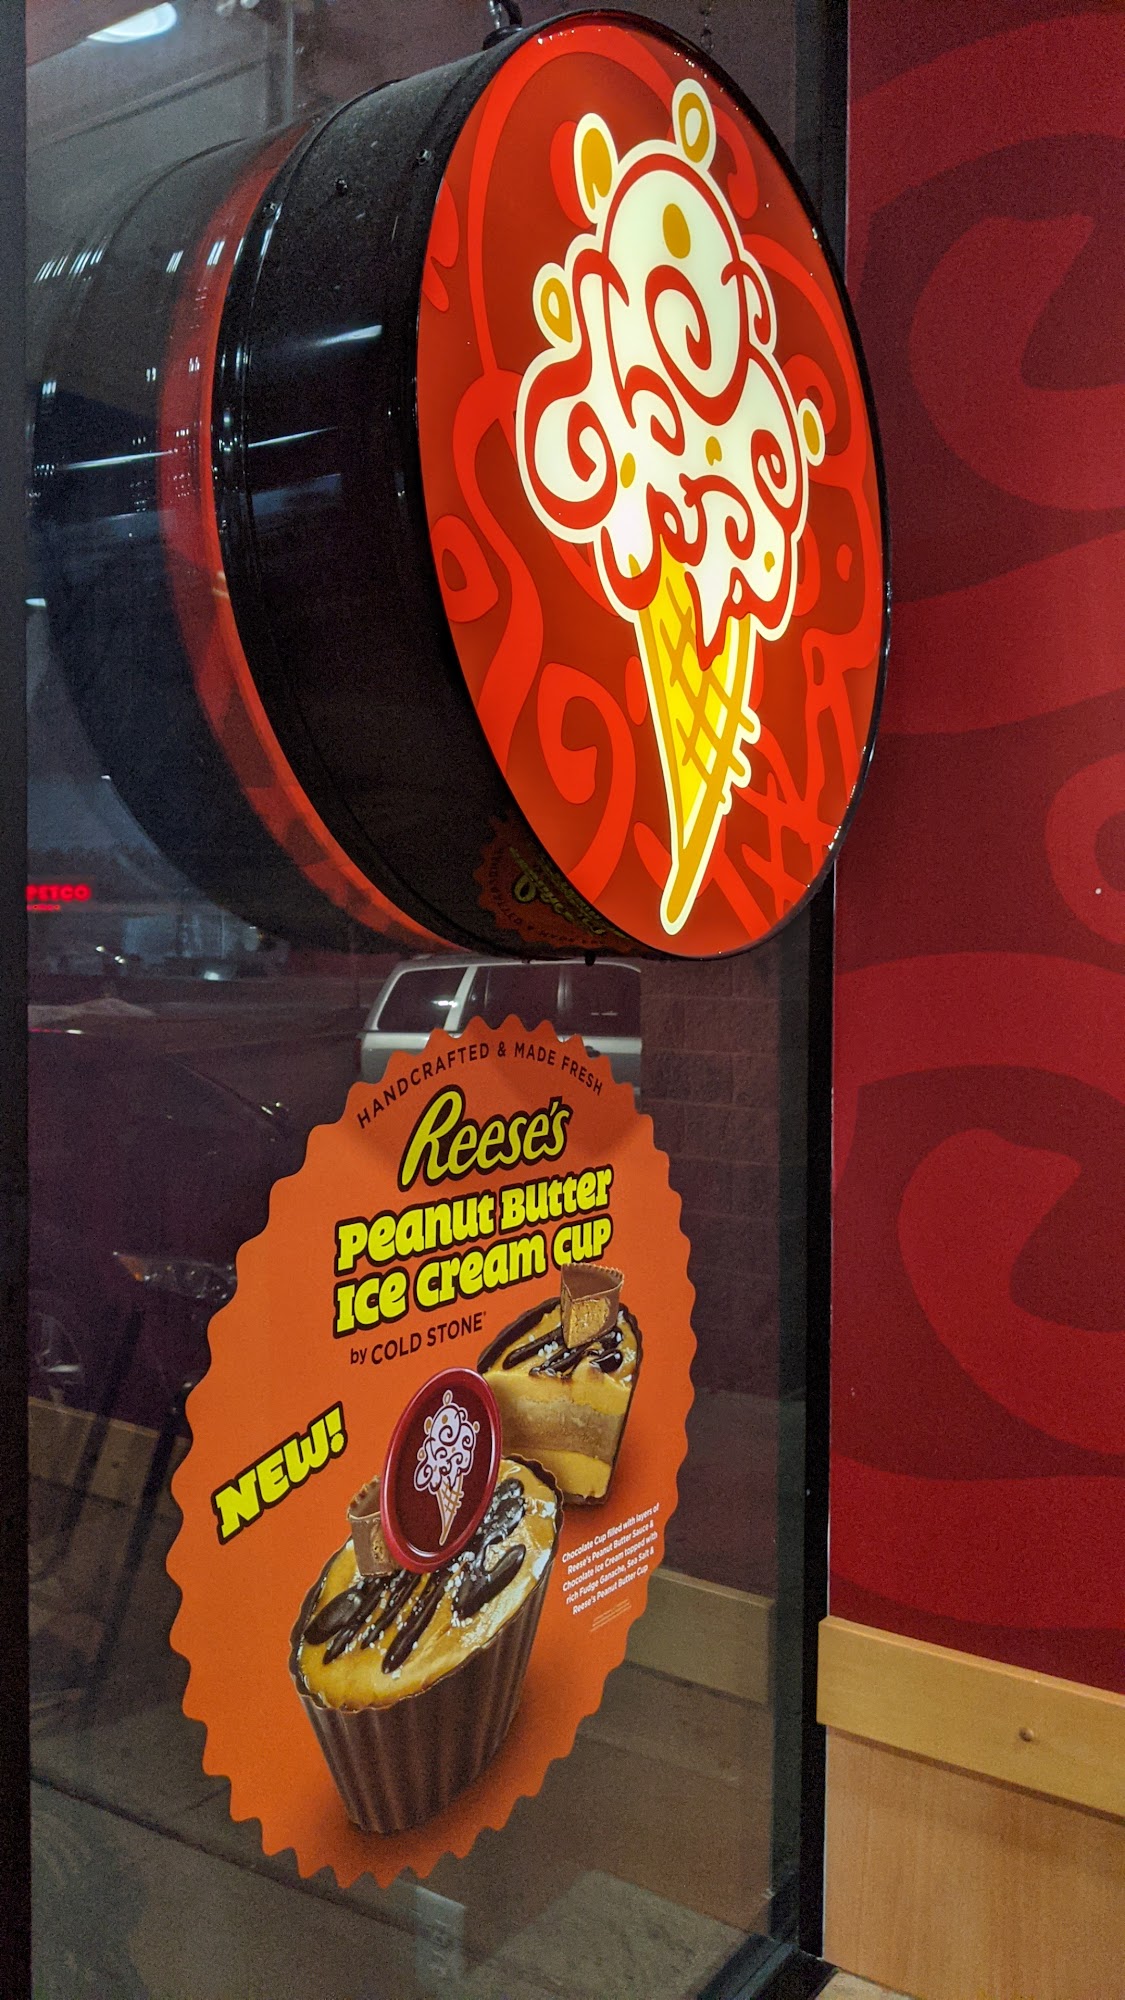 PETCO
HANDCRAFTED & MADE FRESH
Reese's
Peanut Butter
Ice Cream Cup
by COLD STONE®
NEW!
Chocolate Cup filled with layers of
Reese's Peanut Butter Sauce &
Chocolate Ice Cream topped with
rich Fudge Ganache, Sea Salt &
Reese's Peanut Butter Cup